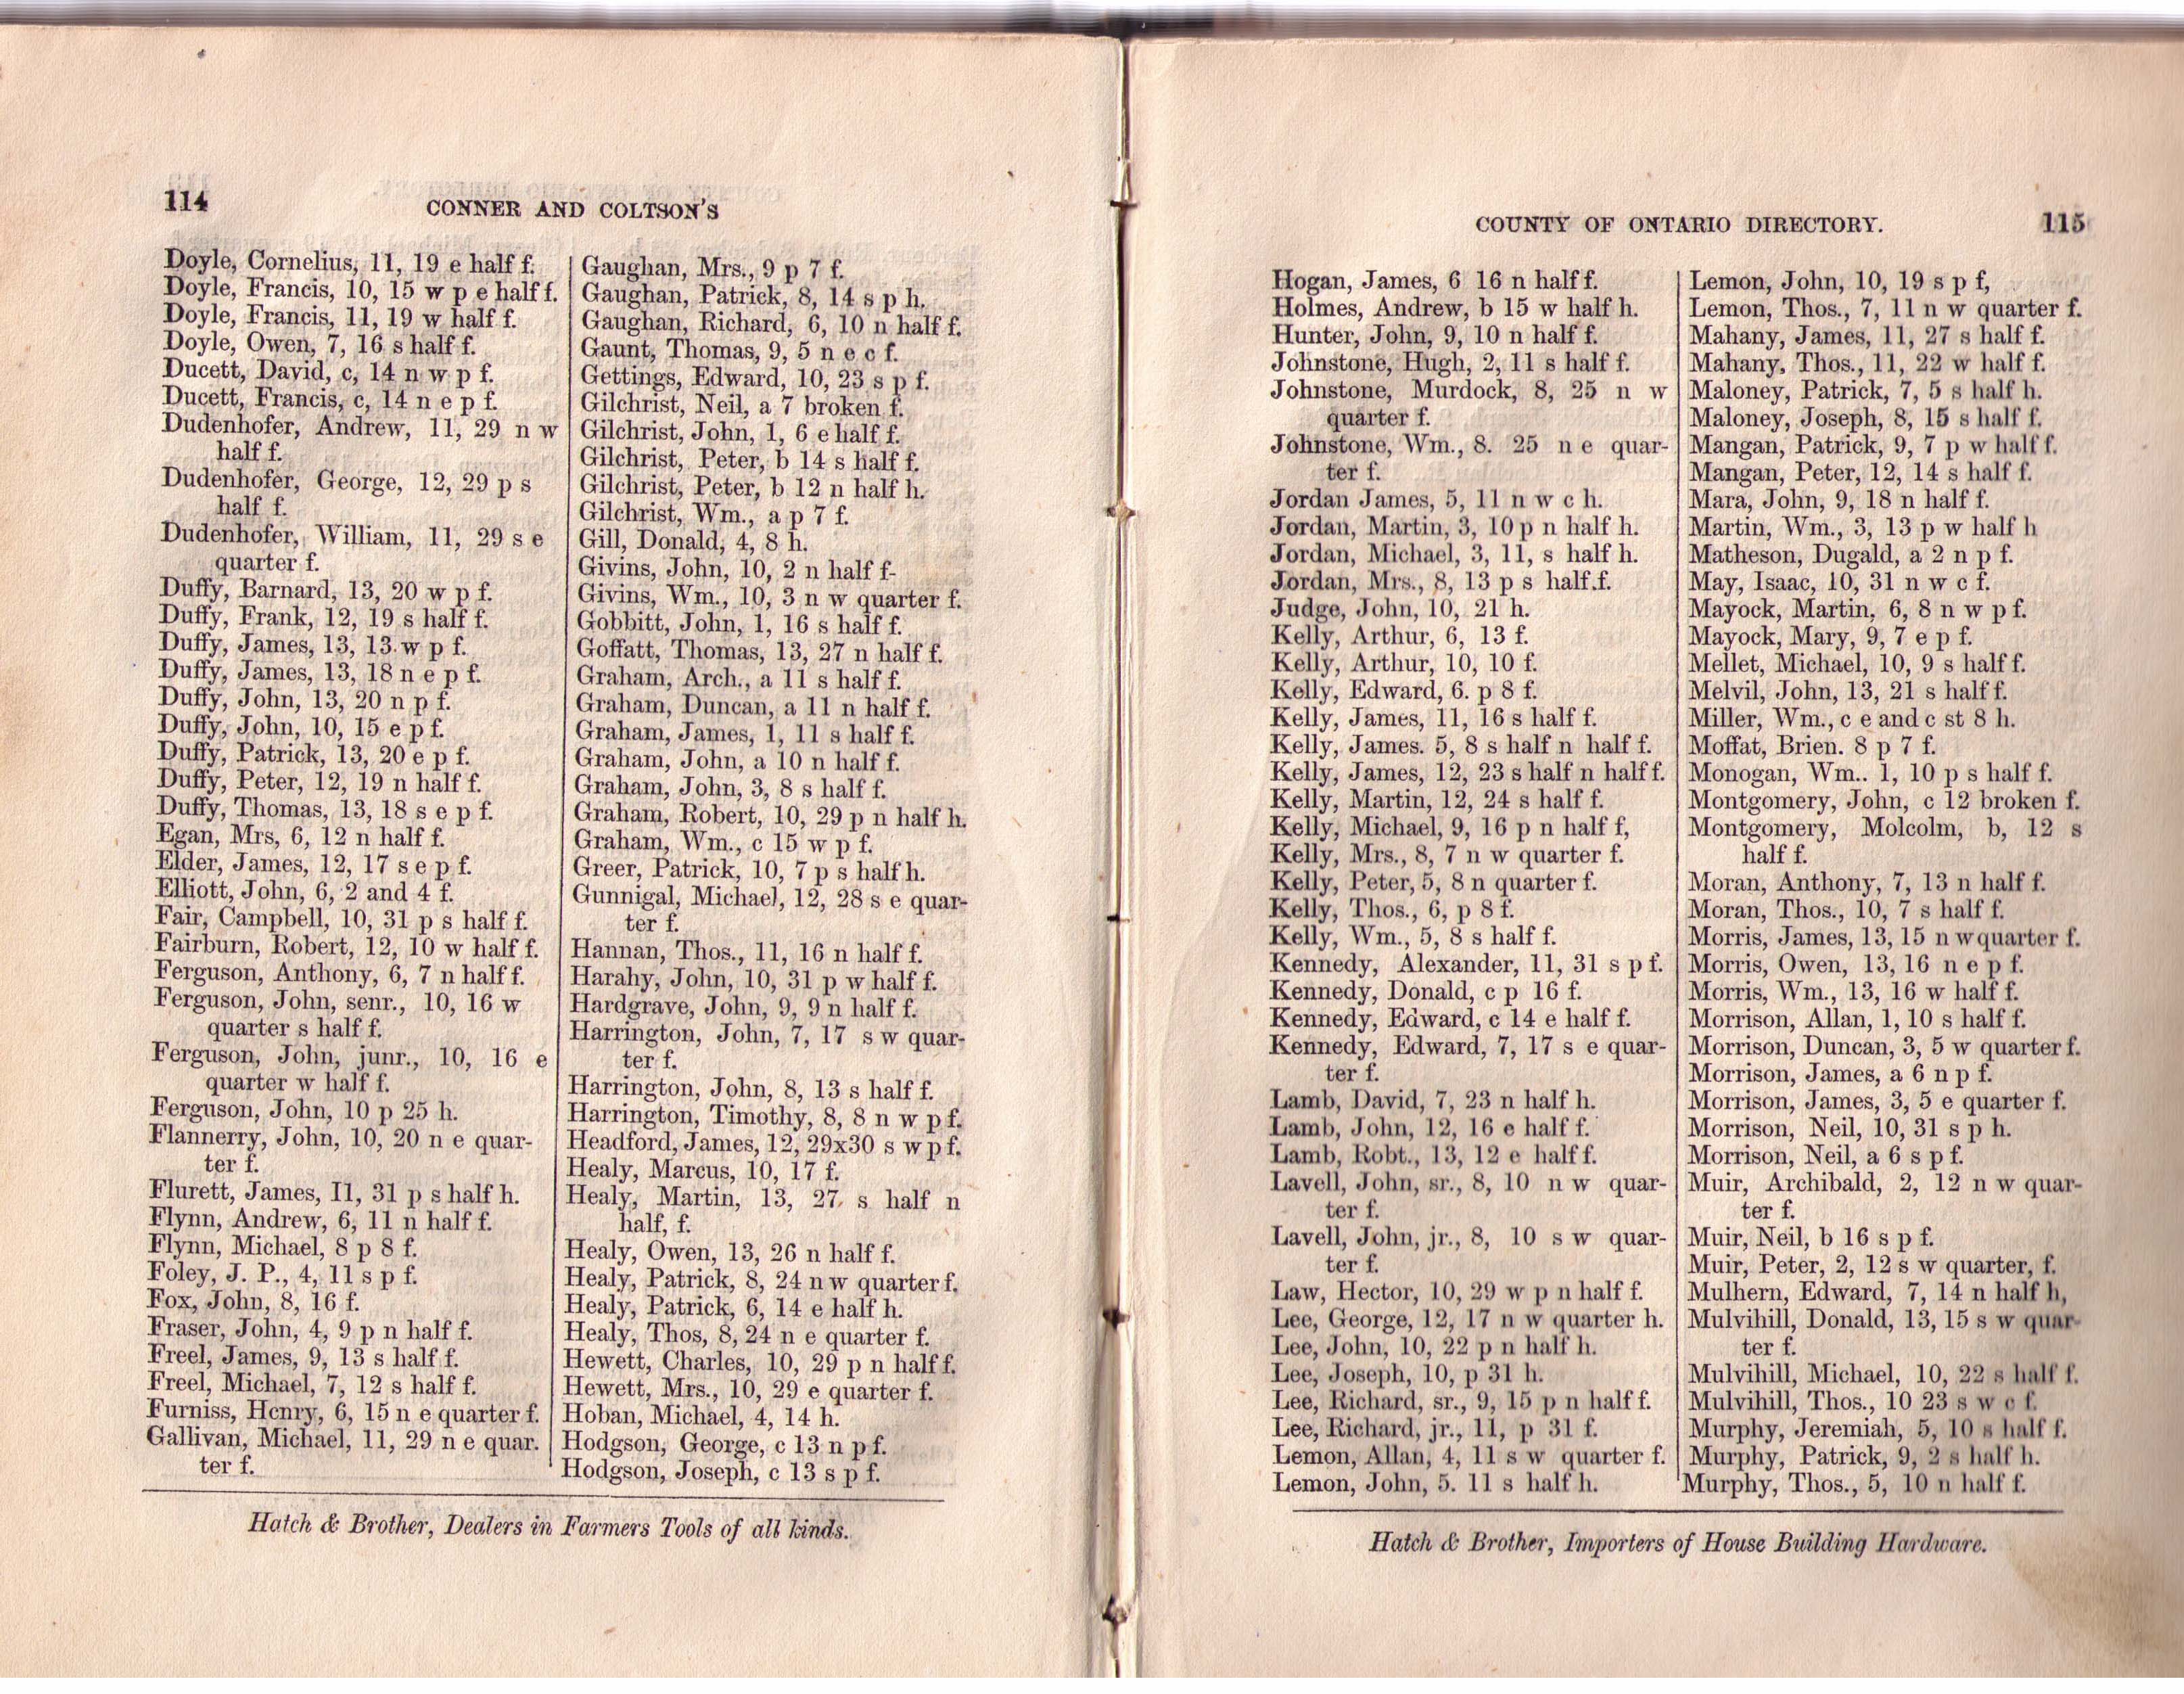 114
CONNER AND COLTSON'S
Doyle, Cornelius, 11, 19 e half f.
Doyle, Francis, 10, 15 w p e half f.
Doyle, Francis, 11, 19 w half f.
Doyle, Owen, 7, 16 s half f.
Ducett, David, c, 14 n w p f.
Ducett, Francis, c, 14 n e p f.
Dudenhofer, Andrew, 11, 29 n w
half f.
Dudenhofer, George, 12, 29 p s
half f.
Dudenhofer, William, 11, 29 s e
quarter f.
Duffy, Barnard, 13, 20 w p f.
Duffy, Frank, 12, 19 s half f.
Duffy, James, 13, 13 w p f.
Duffy, James, 13, 18 n e p f.
Duffy, John, 13, 20 n p f.
Duffy, John, 10, 15 e p f.
Duffy, Patrick, 13, 20 e p f.
Duffy, Peter, 12, 19 n half f.
Duffy, Thomas, 13, 18 s e p f.
Egan, Mrs, 6, 12 n half f.
Elder, James, 12, 17 s e p f.
Elliott, John, 6, 2 and 4 f.
Fair, Campbell, 10, 31 p s half f.
Fairburn, Robert, 12, 10 w half f.
Ferguson, Anthony, 6, 7 n half f.
Ferguson, John, senr., 10, 16 w
quarter s half f.
Ferguson, John, junr., 10, 16 e
quarter w half f.
Ferguson, John, 10 p 25 h.
Flannerry, John, 10, 20 n e quar-
ter f.
Flurett, James, I1, 31 p s half h.
Flynn, Andrew, 6, 11 n half f.
Flynn, Michael, 8 p 8 f.
Foley, J. P., 4, 11 s p f.
Fox, John, 8, 16 f.
Fraser, John, 4, 9 p n half f.
Freel, James, 9, 13 s half f.
Freel, Michael, 7, 12 s half f.
Furniss, Henry, 6, 15 n e quarter f.
Gallivan, Michael, 11, 29 n e quar.
ter f.
Gaughan, Mrs., 9 p 7 f.
Gaughan, Patrick, 8, 14 s p h.
Gaughan, Richard, 6, 10 n half f.
Gaunt, Thomas, 9, 5 n e c f.
Gettings, Edward, 10, 23 s p f.
Gilchrist, Neil, a 7 broken f.
Gilchrist, John, 1, 6 e half f.
Gilchrist, Peter, b 14 s half f.
Gilchrist, Peter, b 12 n half h.
Gilchrist, Wm., a p 7 f.
Gill, Donald, 4, 8 h.
Givins, John, 10, 2 n half f-
Givins, Wm., 10, 3 n w quarter f.
Gobbitt, John, 1, 16 s half f.
Goffatt, Thomas, 13, 27 n half f.
Graham, Arch., a 11 s half f.
Graham, Duncan, a 11 n half f.
Graham, James, 1, 11 s half f.
Graham, John, a 10 n half f.
Graham, John, 3, 8 s half f.
Graham, Robert, 10, 29 p n half h.
Graham, Wm., c 15 w p f.
Greer, Patrick, 10, 7 p s half h.
Gunnigal, Michael, 12, 28 s e quar-
ter f.
Hannan, Thos., 11, 16 n half f.
Harahy, John, 10, 31 p w half f.
Hardgrave, John, 9, 9 n half f.
Harrington, John, 7, 17 s w quar-
ter f.
Harrington, John, 8, 13 s half f.
Harrington, Timothy, 8, 8 n w p f.
Headford, James, 12, 29x30 s w p f.
Healy, Marcus, 10, 17 f.
Healy, Martin, 13, 27 s half n
half, f.
Healy, Owen, 13, 26 n half f.
Healy, Patrick, 8, 24 n w quarter f.
Healy, Patrick, 6, 14 e half h.
Healy, Thos, 8, 24 n e quarter f.
Hewett, Charles, 10, 29 p n half f.
Hewett, Mrs., 10, 29 e quarter f.
Hoban, Michael, 4, 14 h.
Hodgson, George, c 13 n p f.
Hodgson, Joseph, c 13 s p f.
Hatch & Brother, Dealers in Farmers Tools of all kinds.
COUNTY OF ONTARIO DIRECTORY.
115
Hogan, James, 6 16 n half f.
Holmes, Andrew, b 15 w half h.
Hunter, John, 9, 10 n half f.
Johnstone, Hugh, 2, 11 s half f.
Johnstone, Murdock, 8, 25 n w
quarter f.
Johnstone, Wm., 8. 25 n e quar-
ter f.
Jordan James, 5, 11 n w c h.
Jordan, Martin, 3, 10 p n half h.
Jordan, Michael, 3, 11, s half h.
Jordan, Mrs., 8, 13 p s half.f.
Judge, John, 10, 21 h.
Kelly, Arthur, 6, 13 f.
Kelly, Arthur, 10, 10 f.
Kelly, Edward, 6. p 8 f.
Kelly, James, 11, 16 s half f.
Kelly, James. 5, 8 s half n half f.
Kelly, James, 12, 23 s half n half f.
Kelly, Martin, 12, 24 s half f.
Kelly, Michael, 9, 16 p n half f,
Kelly, Mrs., 8, 7 n w quarter f.
Kelly, Peter, 5, 8 n quarter f.
Kelly, Thos., 6, p 8 f.
Kelly, Wm., 5, 8 s half f.
Kennedy, Alexander, 11, 31 s p f.
Kennedy, Donald, c p 16 f.
Kennedy, Edward, c 14 e half f.
Kennedy, Edward, 7, 17 s e quar-
ter f.
Lamb, David, 7, 23 n half h.
Lamb, John, 12, 16 e half f.
Lamb, Robt., 13, 12 e half f.
Lavell, John, sr., 8, 10 n w quar-
ter f.
Lavell, John, jr., 8, 10 s w quar-
ter f.
Law, Hector, 10, 29 w p n half f.
Lee, George, 12, 17 n w quarter h.
Lee, John, 10, 22 p n half h.
Lee, Joseph, 10, p 31 h.
Lee, Richard, sr., 9, 15 p n half f.
Lee, Richard, jr., 11, p 31 f.
Lemon, Allan, 4, 11 s w quarter f.
Lemon, John, 5. 11 s half h.
Lemon, John, 10, 19 s p f,
Lemon, Thos., 7, 11 n w quarter f.
Mahany, James, 11, 27 s half f.
Mahany, Thos., 11, 22 w half f.
Maloney, Patrick, 7, 5 s half h.
Maloney, Joseph, 8, 15 s half f.
Mangan, Patrick, 9, 7 p w half f.
Mangan, Peter, 12, 14 s half f.
Mara, John, 9, 18 n half f.
Martin, Wm., 3, 13 p w half h
Matheson, Dugald, a 2 n p f.
May, Isaac, 10, 31 n w c f.
Mayock, Martin, 6, 8 n w p f.
Mayock, Mary, 9, 7 e p f.
Mellet, Michael, 10, 9 s half f.
Melvil, John, 13, 21 s half f.
Miller, Wm., c e and c st 8 h.
Moffat, Brien. 8 p 7 f.
Monogan, Wm.. 1, 10 p s half f.
Montgomery, John, c 12 broken f.
Montgomery, Molcolm, b, 12 s
half f.
Moran, Anthony, 7, 13 n half f.
Moran, Thos., 10, 7 s half f.
Morris, James, 13, 15 n w quarter f.
Morris, Owen, 13, 16 n e p f.
Morris, Wm., 13, 16 w half f.
Morrison, Allan, 1, 10 s half f.
Morrison, Duncan, 3, 5 w quarter f.
Morrison, James, a 6 n p f.
Morrison, James, 3, 5 e quarter f.
Morrison, Neil, 10, 31 s p h.
Morrison, Neil, a 6 s p f.
Muir, Archibald, 2, 12 n w quar-
ter f.
Muir, Neil, b 16 s p f.
Muir, Peter, 2, 12 s w quarter, f.
Mulhern, Edward, 7, 14 n half h,
Mulvihill, Donald, 13, 15 s w quar-
ter f.
Mulvihill, Michael, 10, 22 s half f.
Mulvihill, Thos., 10 23 s w c f.
Murphy, Jeremiah, 5, 10 s half f.
Murphy, Patrick, 9, 2 s half h.
Murphy, Thos., 5, 10 n half f.
Hatch & Brother, Importers of House Building Hardware.